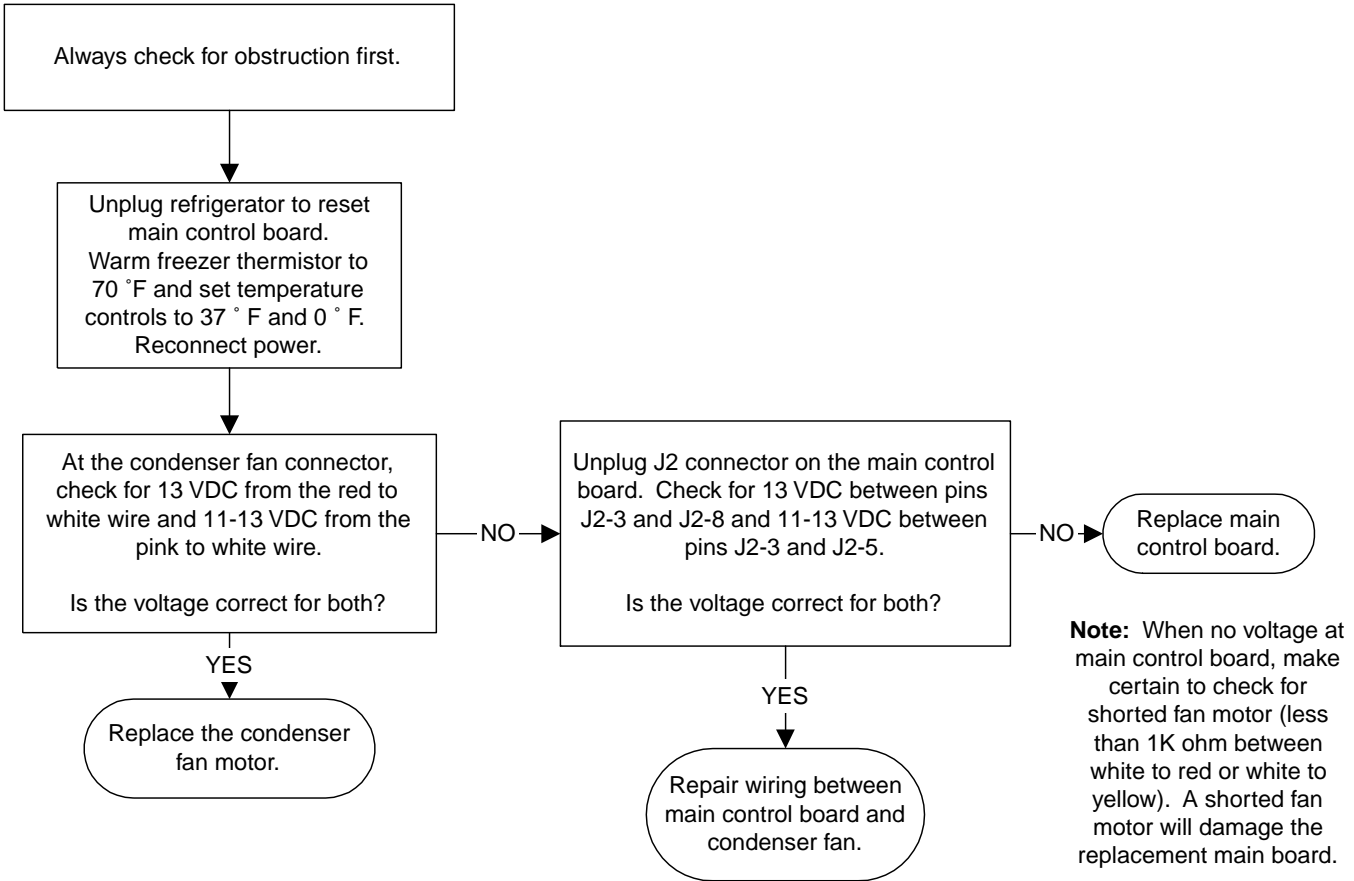 Always check for obstruction first.
Unplug refrigerator to reset
main control board.
Warm freezer thermistor to
70 ˚F and set temperature
controls to 37 ˚ F and 0 ˚ F.
Reconnect power.
At the condenser fan connector,
check for 13 VDC from the red to
white wire and 11-13 VDC from the
pink to white wire.
Is the voltage correct for both?
NO
Unplug J2 connector on the main control
board. Check for 13 VDC between pins
J2-3 and J2-8 and 11-13 VDC between
pins J2-3 and J2-5.
Is the voltage correct for both?
NO
Replace main
control board.
YES
Replace the condenser
fan motor.
YES
Repair wiring between
main control board and
condenser fan.
Note: When no voltage at
main control board, make
certain to check for
shorted fan motor (less
than 1K ohm between
white to red or white to
yellow). A shorted fan
motor will damage the
replacement main board.